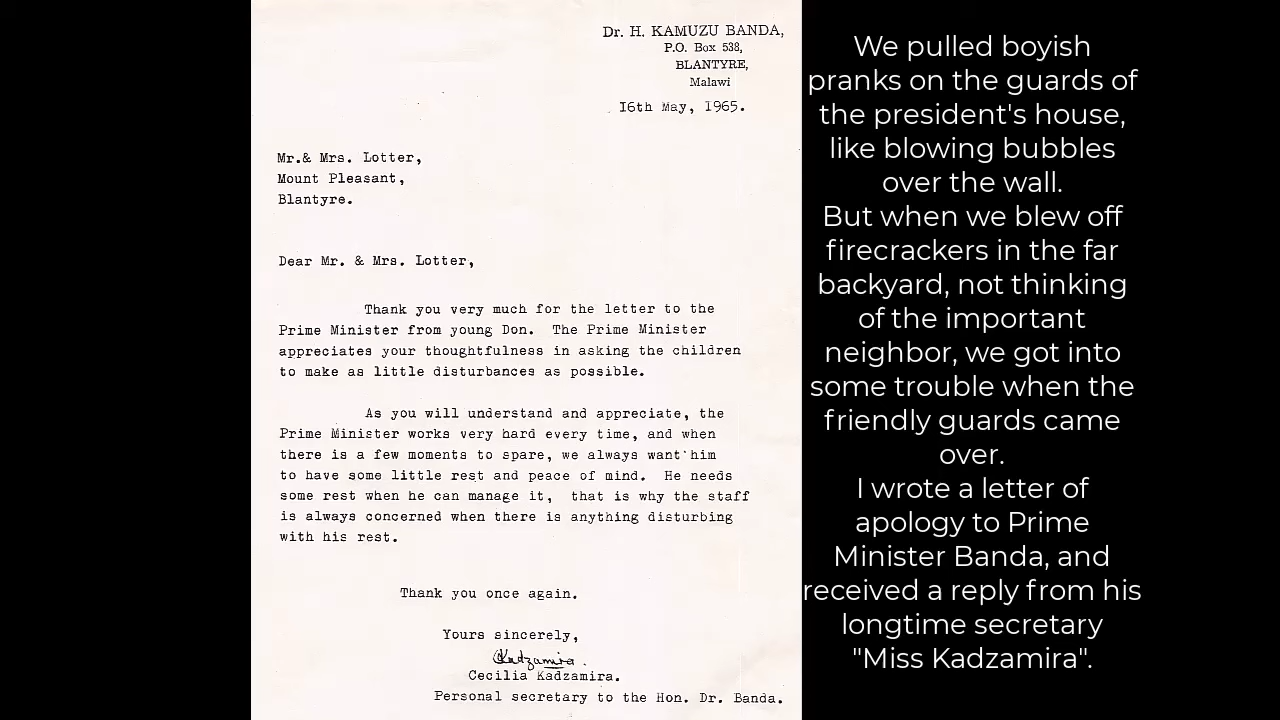 Dr. H. KAMUZU BANDA,
P.O. Box 538,
BLANTYRE,
Malawi
16th May, 1965.
Mr.& Mrs. Lotter,
Mount Pleasant,
Blantyre.
Dear Mr. & Mrs. Lotter,
Thank you very much for the letter to the
Prime Minister from young Don. The Prime Minister
appreciates your thoughtfulness in asking the children
to make as little disturbances as possible.
As you will understand and appreciate, the
Prime Minister works very hard every time, and when
there is a few moments to spare, we always want him
to have some little rest and peace of mind. He needs
some rest when he can manage it, that is why the staff
is always concerned when there is anything disturbing
with his rest.
Thank you once again.
Yours sincerely,
Kadzamira.
Cecilia Kadzamira.
Personal secretary to the Hon. Dr. Banda.
We pulled boyish
pranks on the guards of
the president's house,
like blowing bubbles
over the wall.
But when we blew off
firecrackers in the far
backyard, not thinking
of the important
neighbor, we got into
some trouble when the
friendly guards came
over.
I wrote a letter of
apology to Prime
Minister Banda, and
received a reply from his
longtime secretary
"Miss Kadzamira".